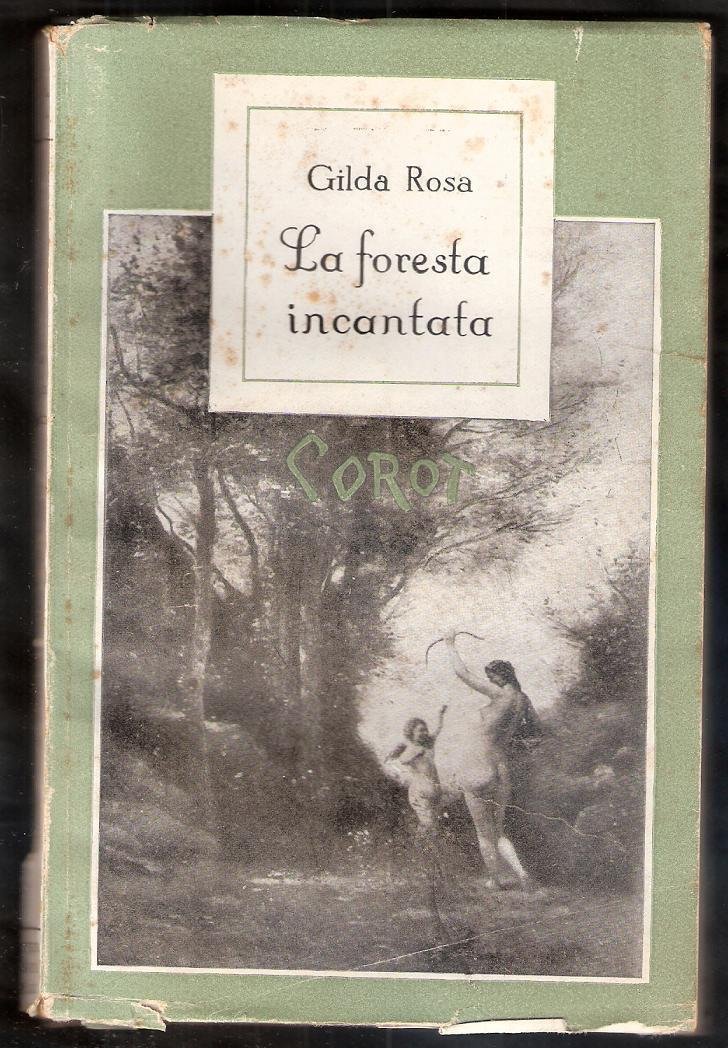 Gilda Rosa
La foresta
incantata
COROT